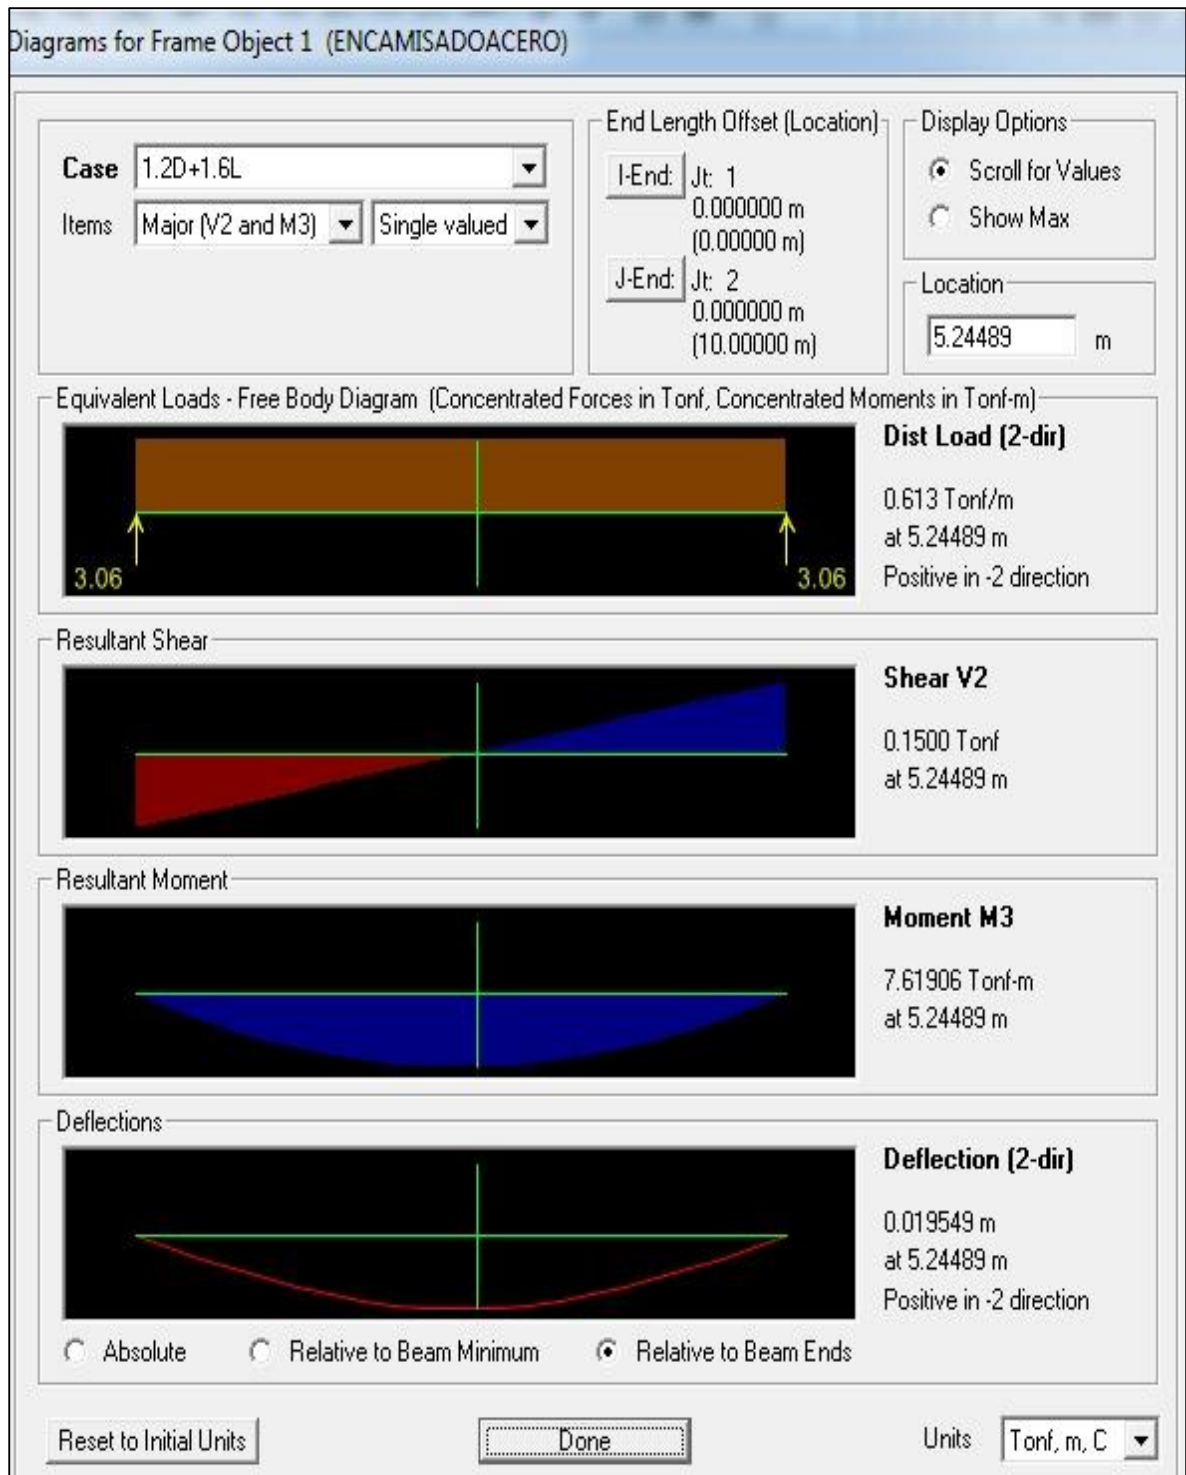 Diagrams for Frame Object 1 (ENCAMISADOACERO)
Case 1.2D+1.6L
Items Major (V2 and M3) Single valued
End Length Offset (Location)
I-End: Jt: 1
0.000000 m
(0.00000 m)
J-End: Jt: 2
0.000000 m
(10.00000 m)
Display Options
Scroll for Values
Show Max
Location
5.24489 m
Equivalent Loads - Free Body Diagram (Concentrated Forces in Tonf, Concentrated Moments in Tonf-m)
3.06
3.06
Dist Load (2-dir)
0.613 Tonf/m
at 5.24489 m
Positive in -2 direction
Resultant Shear
Shear V2
0.1500 Tonf
at 5.24489 m
Resultant Moment
Moment M3
7.61906 Tonf-m
at 5.24489 m
Deflections
Deflection (2-dir)
0.019549 m
at 5.24489 m
Positive in -2 direction
Absolute Relative to Beam Minimum Relative to Beam Ends
Reset to Initial Units Done Units Tonf, m, C